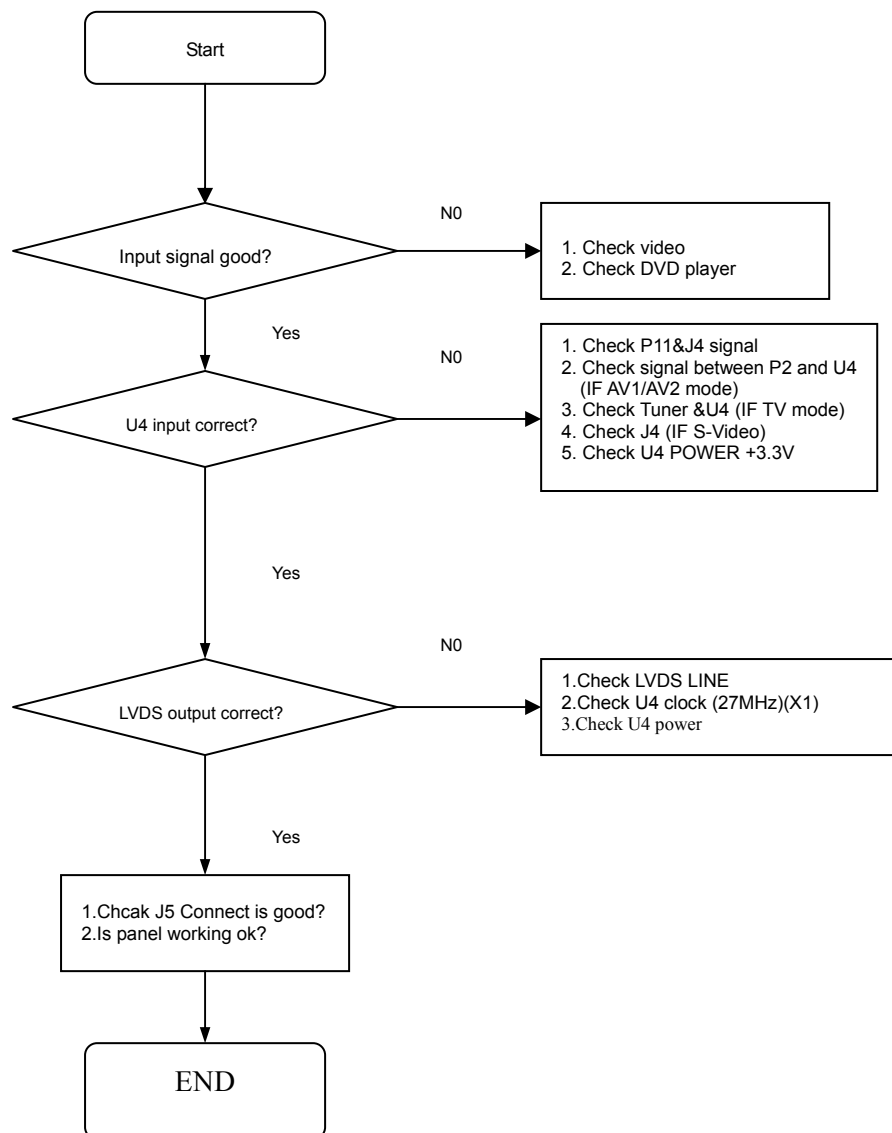 Start
Input signal good?
N0
1. Check video
2. Check DVD player
Yes
U4 input correct?
N0
1. Check P11&J4 signal
2. Check signal between P2 and U4
(IF AV1/AV2 mode)
3. Check Tuner &U4 (IF TV mode)
4. Check J4 (IF S-Video)
5. Check U4 POWER +3.3V
Yes
LVDS output correct?
N0
1.Check LVDS LINE
2.Check U4 clock (27MHz)(X1)
3.Check U4 power
Yes
1.Chcak J5 Connect is good?
2.Is panel working ok?
END